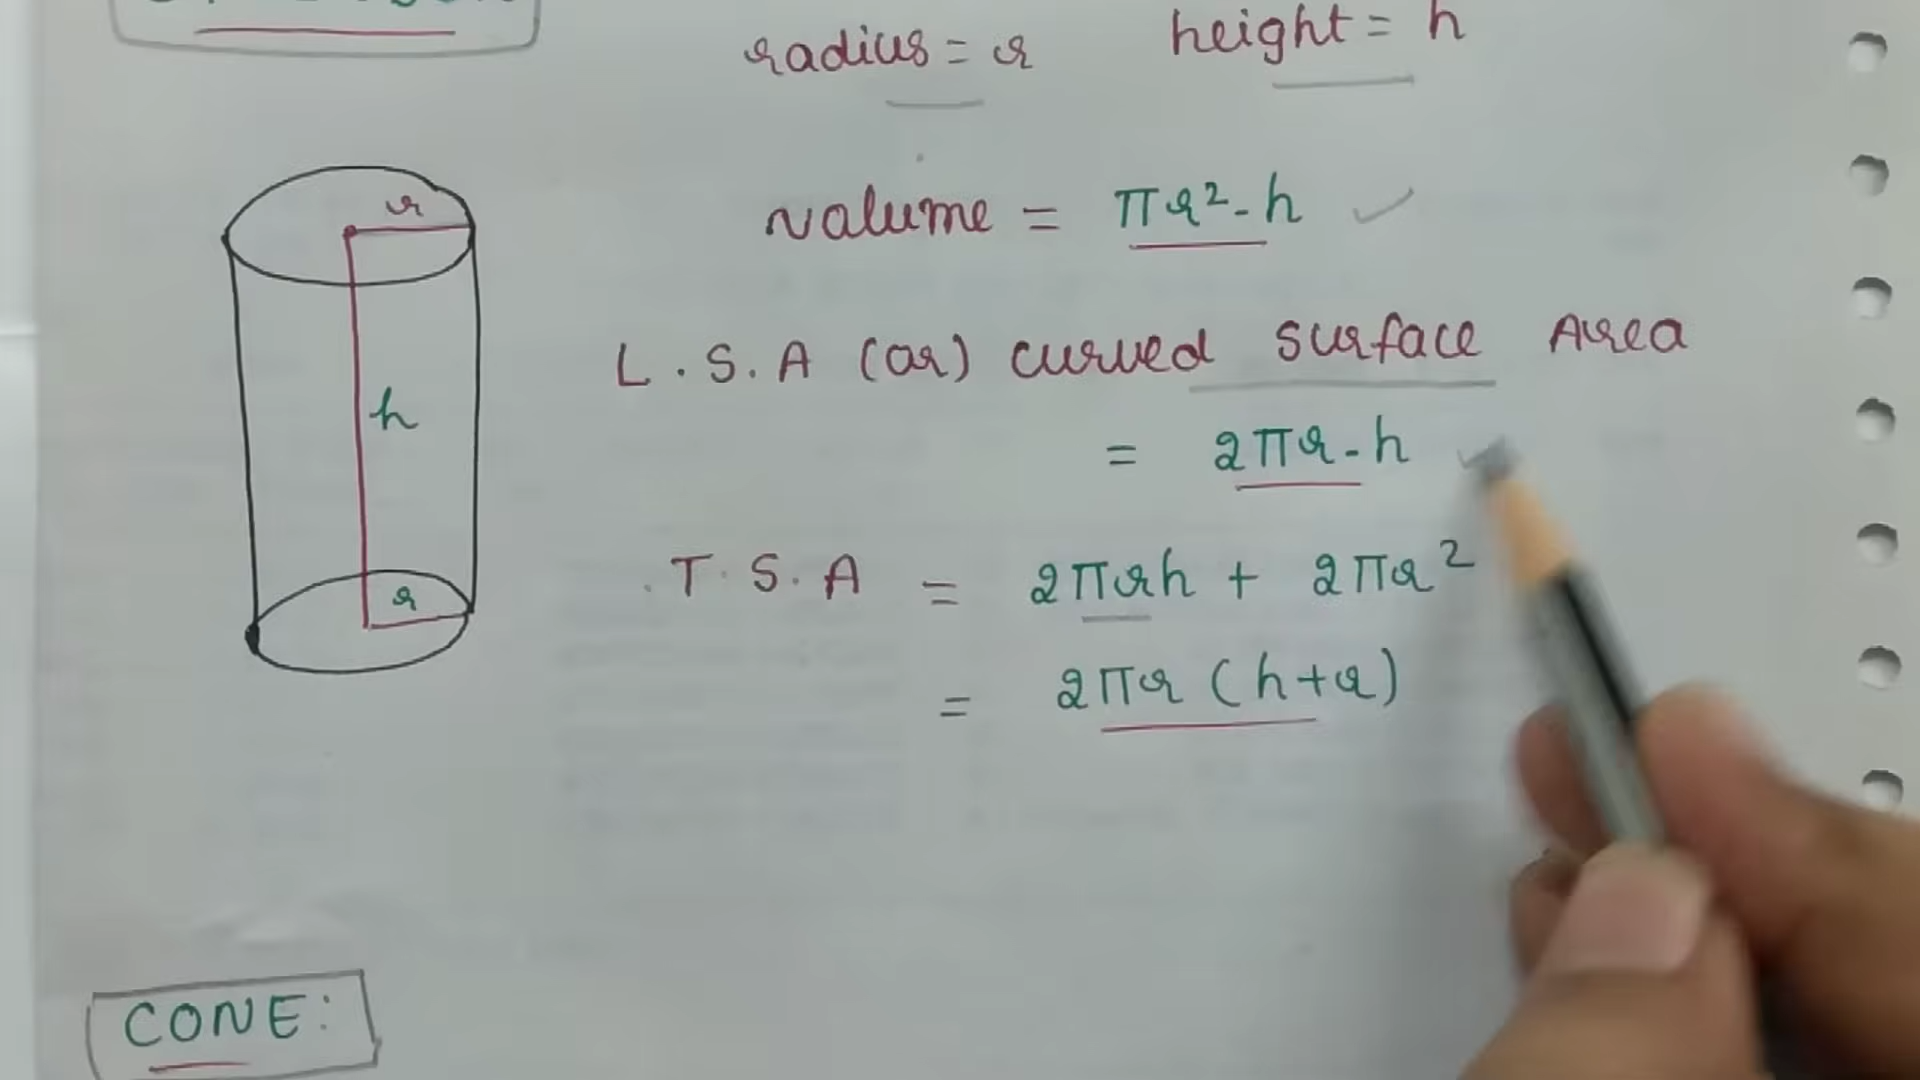 radius = r height = h
r
volume = πr² - h
L.S.A (or) curved surface Area
h
= 2πr - h
T.S.A = 2πrh + 2πr²
r
= 2πr (h+r)
CONE: